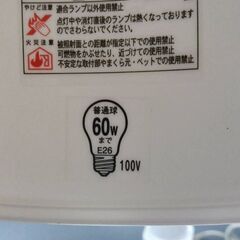 やけど注意 適合ランプ以外使用禁止
点灯中や消灯直後のランプは熱くなっています
のでさわらないでください。
火災注意 被照射面との距離が指定以下での使用禁止
可燃物をかぶせたり、近づけての使用禁止
不安定な取付部やまくら元・ベットでの使用禁止
普通球
60W
まで
E26
100V